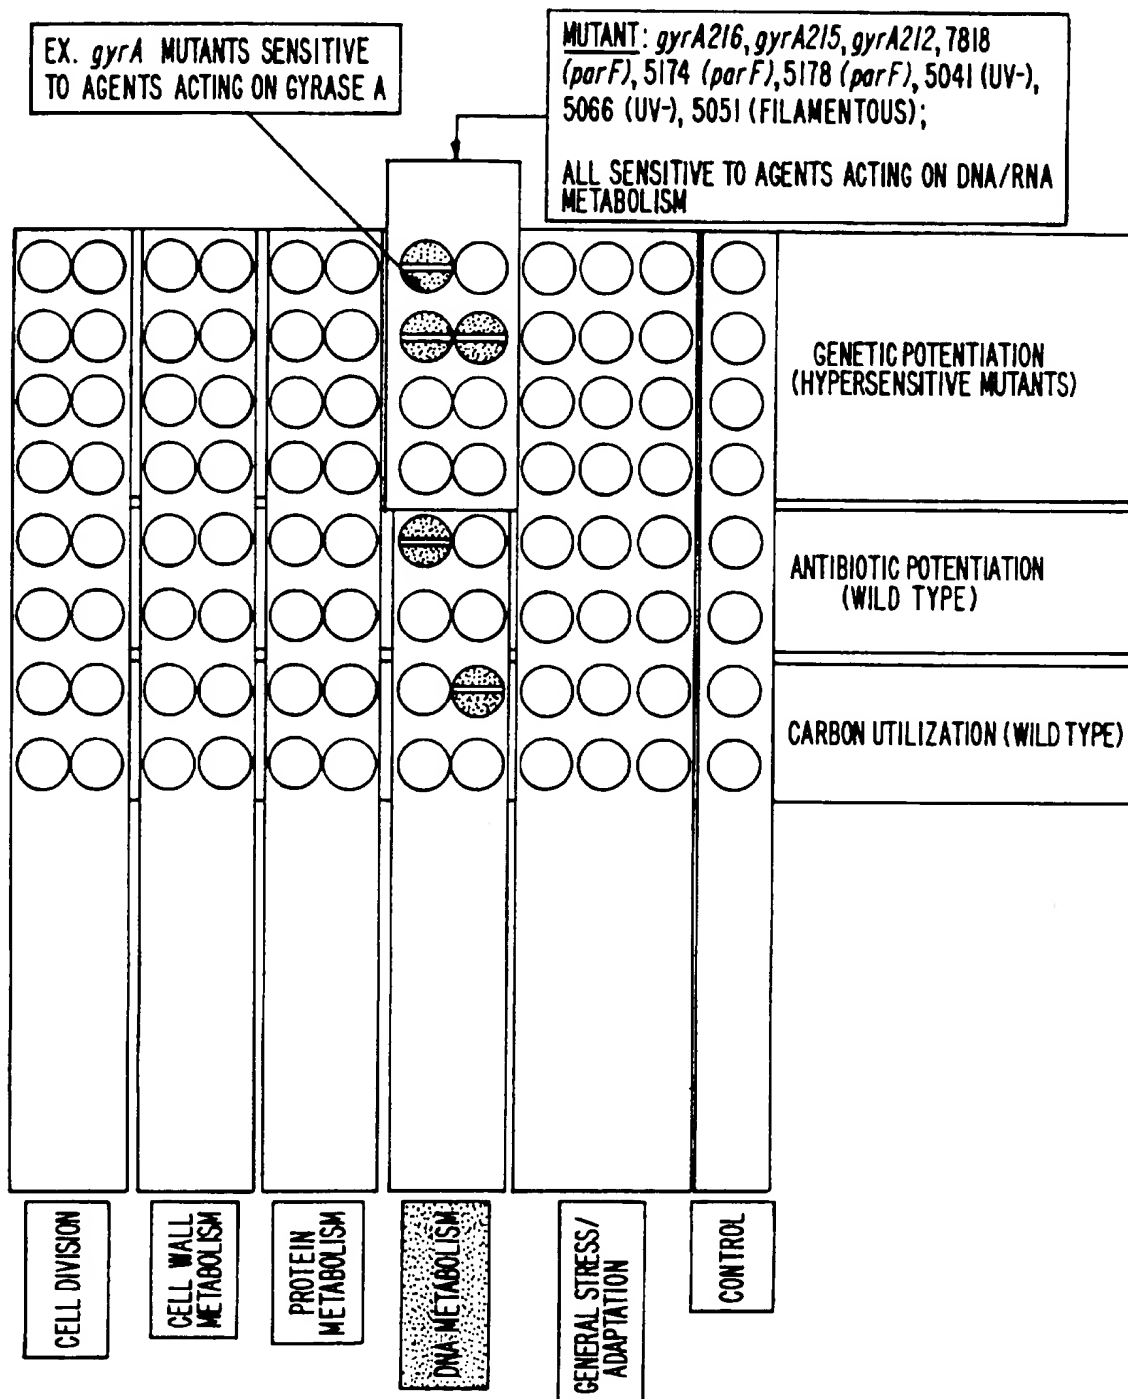 EX. gyrA MUTANTS SENSITIVE
TO AGENTS ACTING ON GYRASE A
MUTANT: gyrA216, gyrA215, gyrA212, 7818
(parF), 5174 (parF), 5178 (parF), 5041 (UV-),
5066 (UV-), 5051 (FILAMENTOUS);
ALL SENSITIVE TO AGENTS ACTING ON DNA/RNA
METABOLISM
GENETIC POTENTIATION
(HYPERSENSITIVE MUTANTS)
ANTIBIOTIC POTENTIATION
(WILD TYPE)
CARBON UTILIZATION (WILD TYPE)
CELL DIVISION
CELL WALL
METABOLISM
PROTEIN
METABOLISM
DNA METABOLISM
GENERAL STRESS/
ADAPTATION
CONTROL